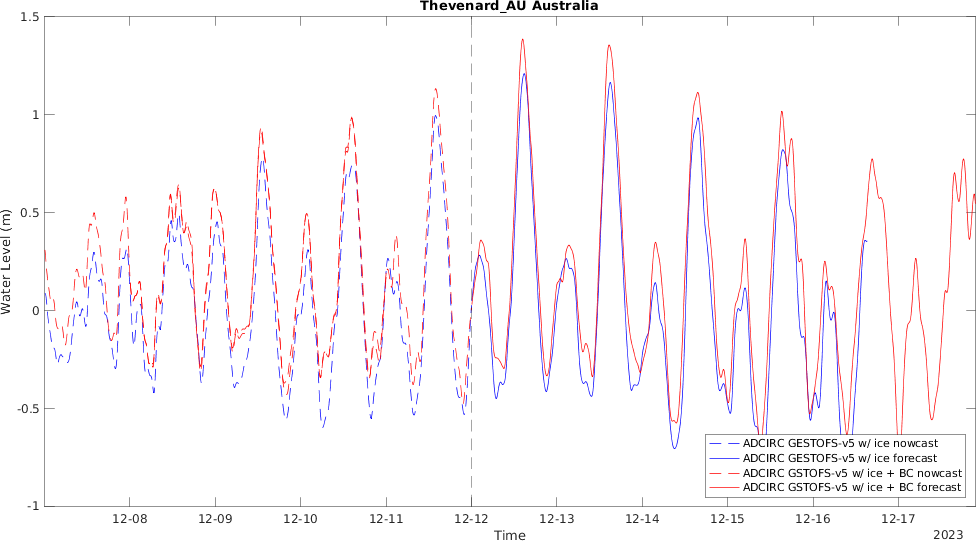 Thevenard_AU Australia
1.5
1
0.5
0
-0.5
-1
Water Level (m)
12-08 12-09 12-10 12-11 12-12 12-13 12-14 12-15 12-16 12-17
Time
2023
ADCIRC GESTOFS-v5 w/ ice nowcast
ADCIRC GESTOFS-v5 w/ ice forecast
ADCIRC GSTOFS-v5 w/ ice + BC nowcast
ADCIRC GSTOFS-v5 w/ ice + BC forecast